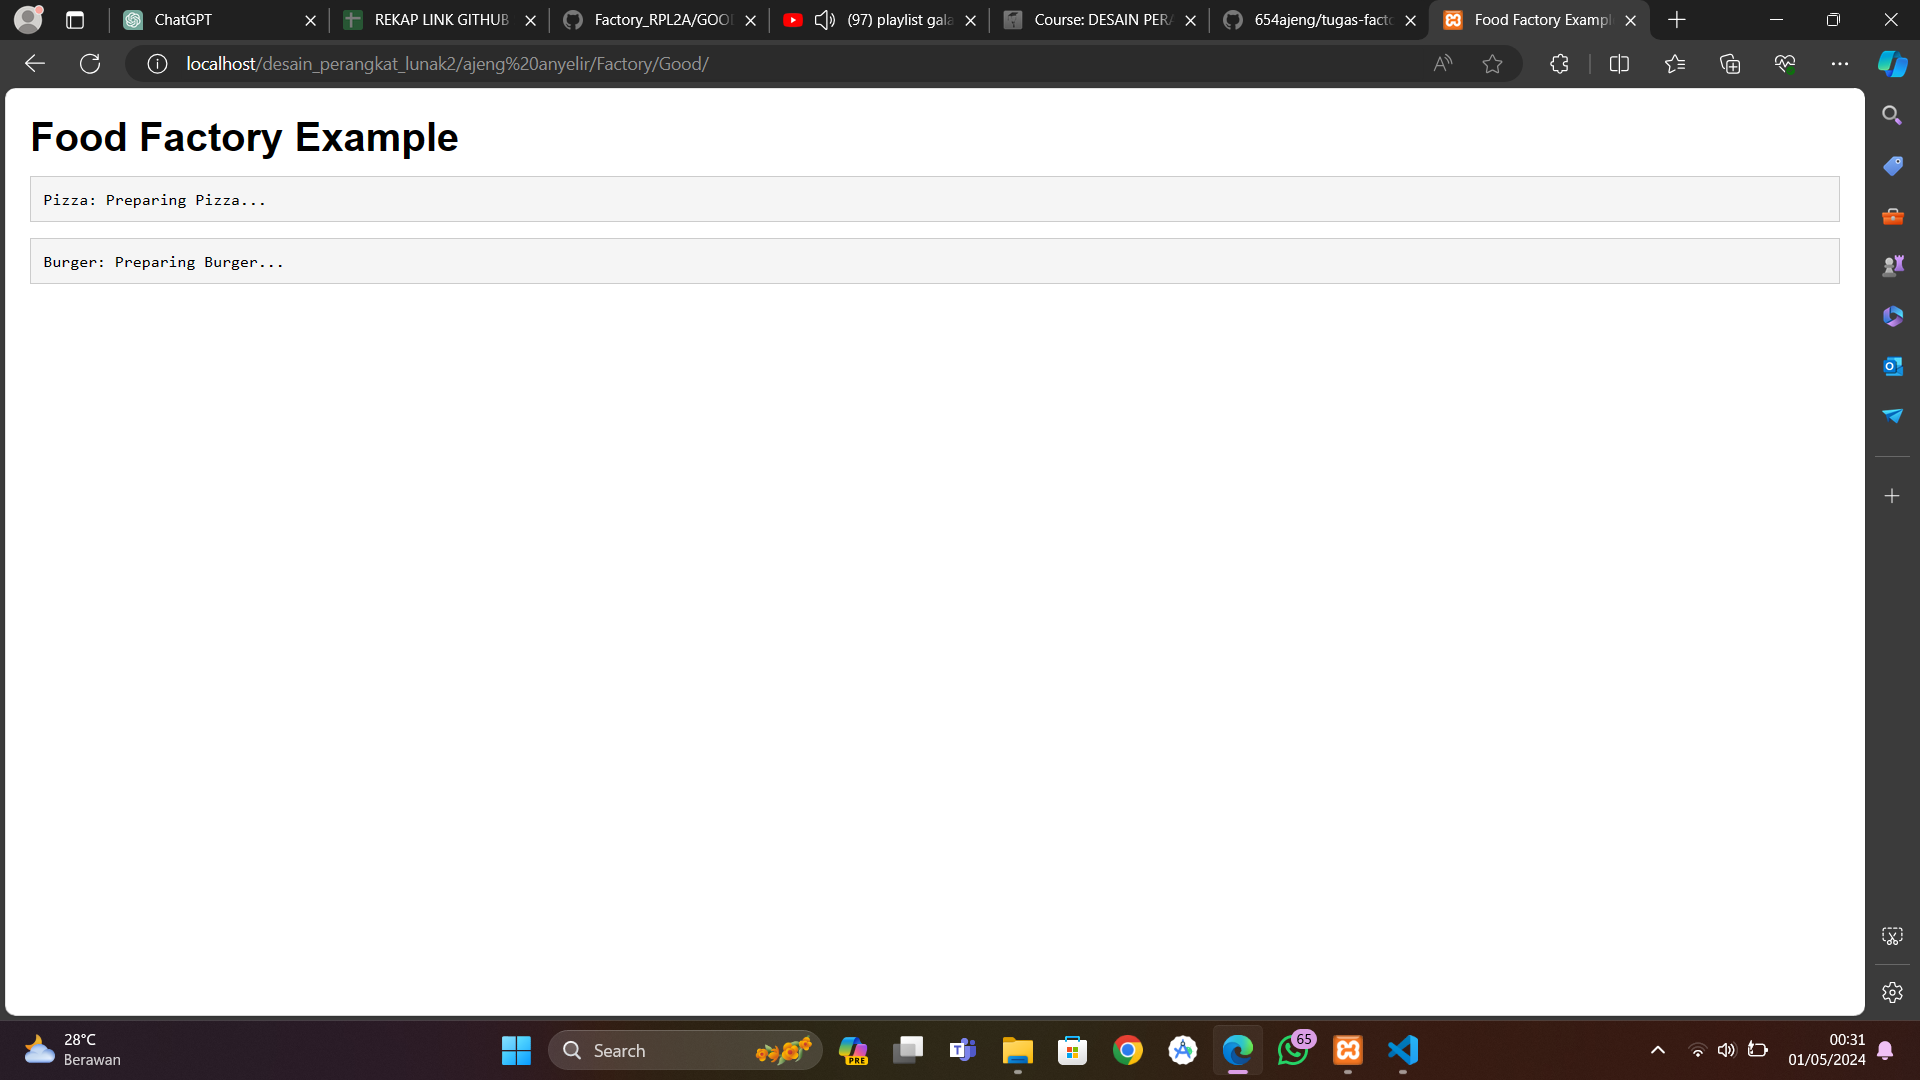 ChatGPT
REKAP LINK GITHUB
Factory_RPL2A/GOO
(97) playlist gala
Course: DESAIN PER
654ajeng/tugas-facto
Food Factory Exampl
localhost/desain_perangkat_lunak2/ajeng%20anyelir/Factory/Good/
Food Factory Example
Pizza: Preparing Pizza...
Burger: Preparing Burger...
28°C
Berawan
Search
PRE
65
00:31
01/05/2024